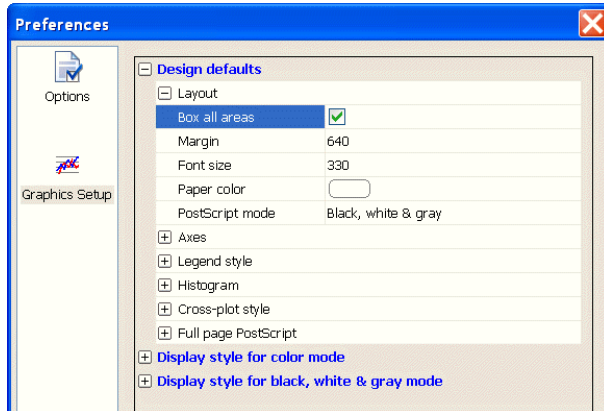 Preferences
Options
Graphics Setup
Design defaults
Layout
Box all areas
Margin 640
Font size 330
Paper color
PostScript mode Black, white & gray
Axes
Legend style
Histogram
Cross-plot style
Full page PostScript
Display style for color mode
Display style for black, white & gray mode